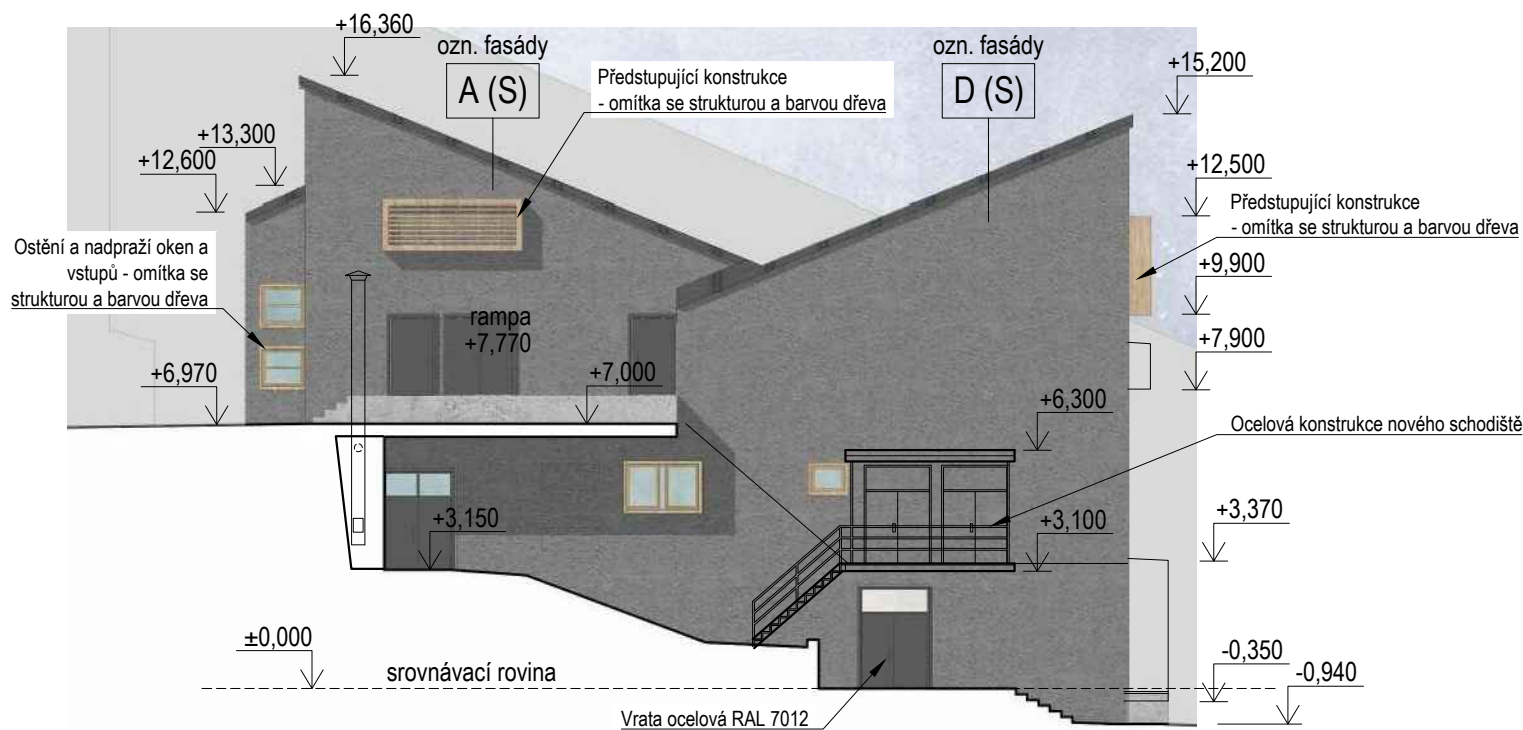 +16,360
ozn. fasády
A (S)
Předstupující konstrukce
- omítka se strukturou a barvou dřeva
ozn. fasády
D (S)
+15,200
+13,300
+12,600
+12,500
Předstupující konstrukce
- omítka se strukturou a barvou dřeva
Ostění a nadpraží oken a
vstupů - omítka se
strukturou a barvou dřeva
+9,900
rampa
+7,770
+7,900
+6,970
+7,000
+6,300
Ocelová konstrukce nového schodiště
+3,150
+3,100
+3,370
±0,000
srovnávací rovina
-0,350
-0,940
Vrata ocelová RAL 7012